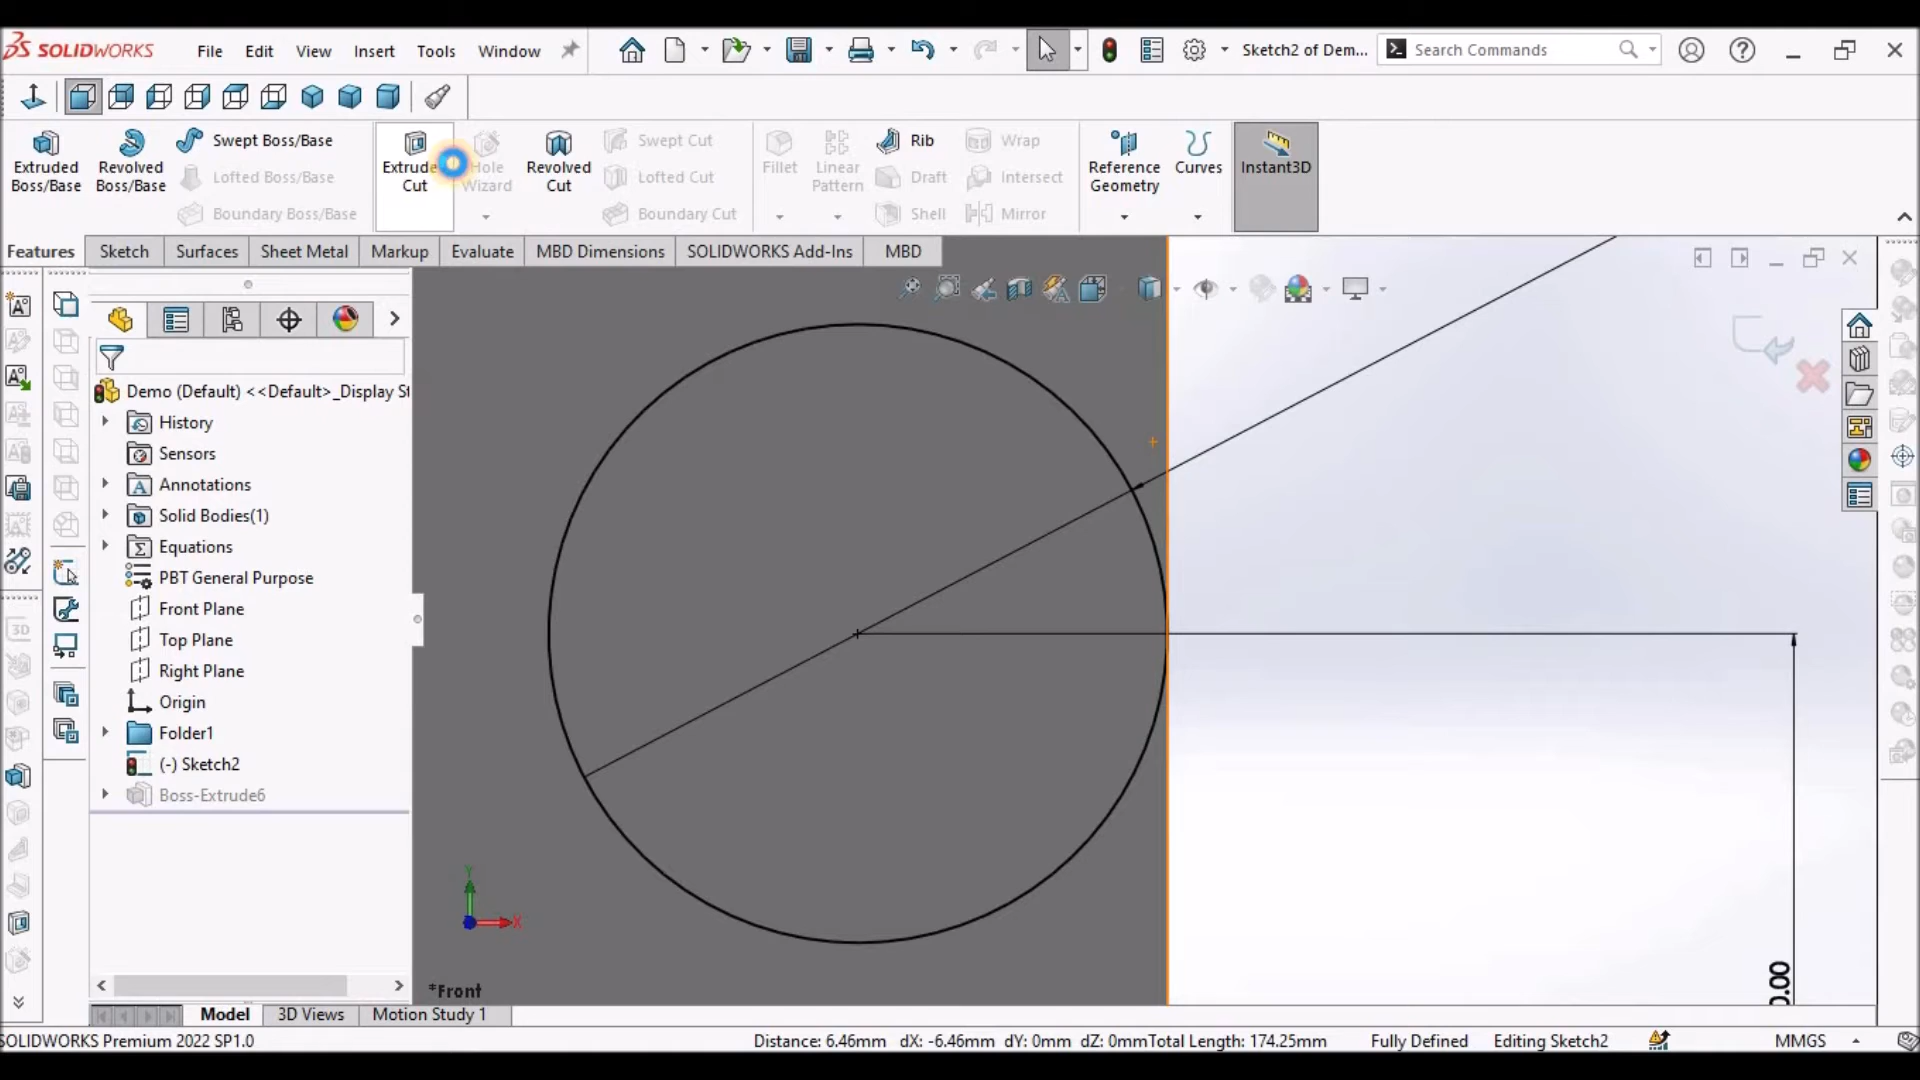 SOLIDWORKS File Edit View Insert Tools Window Sketch2 of Dem... Search Commands
Extruded Boss/Base
Revolved Boss/Base
Swept Boss/Base
Lofted Boss/Base
Boundary Boss/Base
Extrude Cut
Hole Wizard
Revolved Cut
Swept Cut
Lofted Cut
Boundary Cut
Fillet
Linear Pattern
Rib
Draft
Shell
Wrap
Intersect
Mirror
Reference Geometry
Curves
Instant3D
Features Sketch Surfaces Sheet Metal Markup Evaluate MBD Dimensions SOLIDWORKS Add-Ins MBD
Demo (Default) <<Default>_Display St
History
Sensors
Annotations
Solid Bodies(1)
Equations
PBT General Purpose
Front Plane
Top Plane
Right Plane
Origin
Folder1
(-) Sketch2
Boss-Extrude6
3D
Y
X
0.00
*Front
Model 3D Views Motion Study 1
SOLIDWORKS Premium 2022 SP1.0 Distance: 6.46mm dX: -6.46mm dY: 0mm dZ: 0mmTotal Length: 174.25mm Fully Defined Editing Sketch2 MMGS